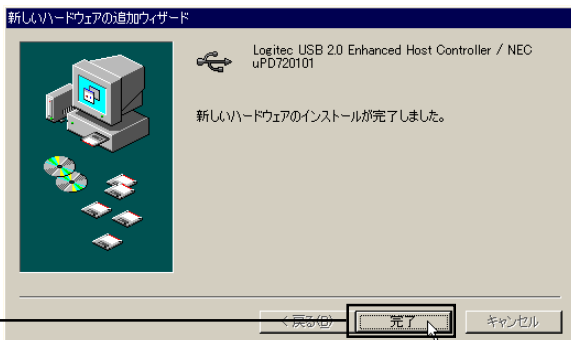 新しいハードウェアの追加ウィザード
Logitec USB 2.0 Enhanced Host Controller / NEC
uPD720101
新しいハードウェアのインストールが完了しました。
< 戻る(B)
完了
キャンセル